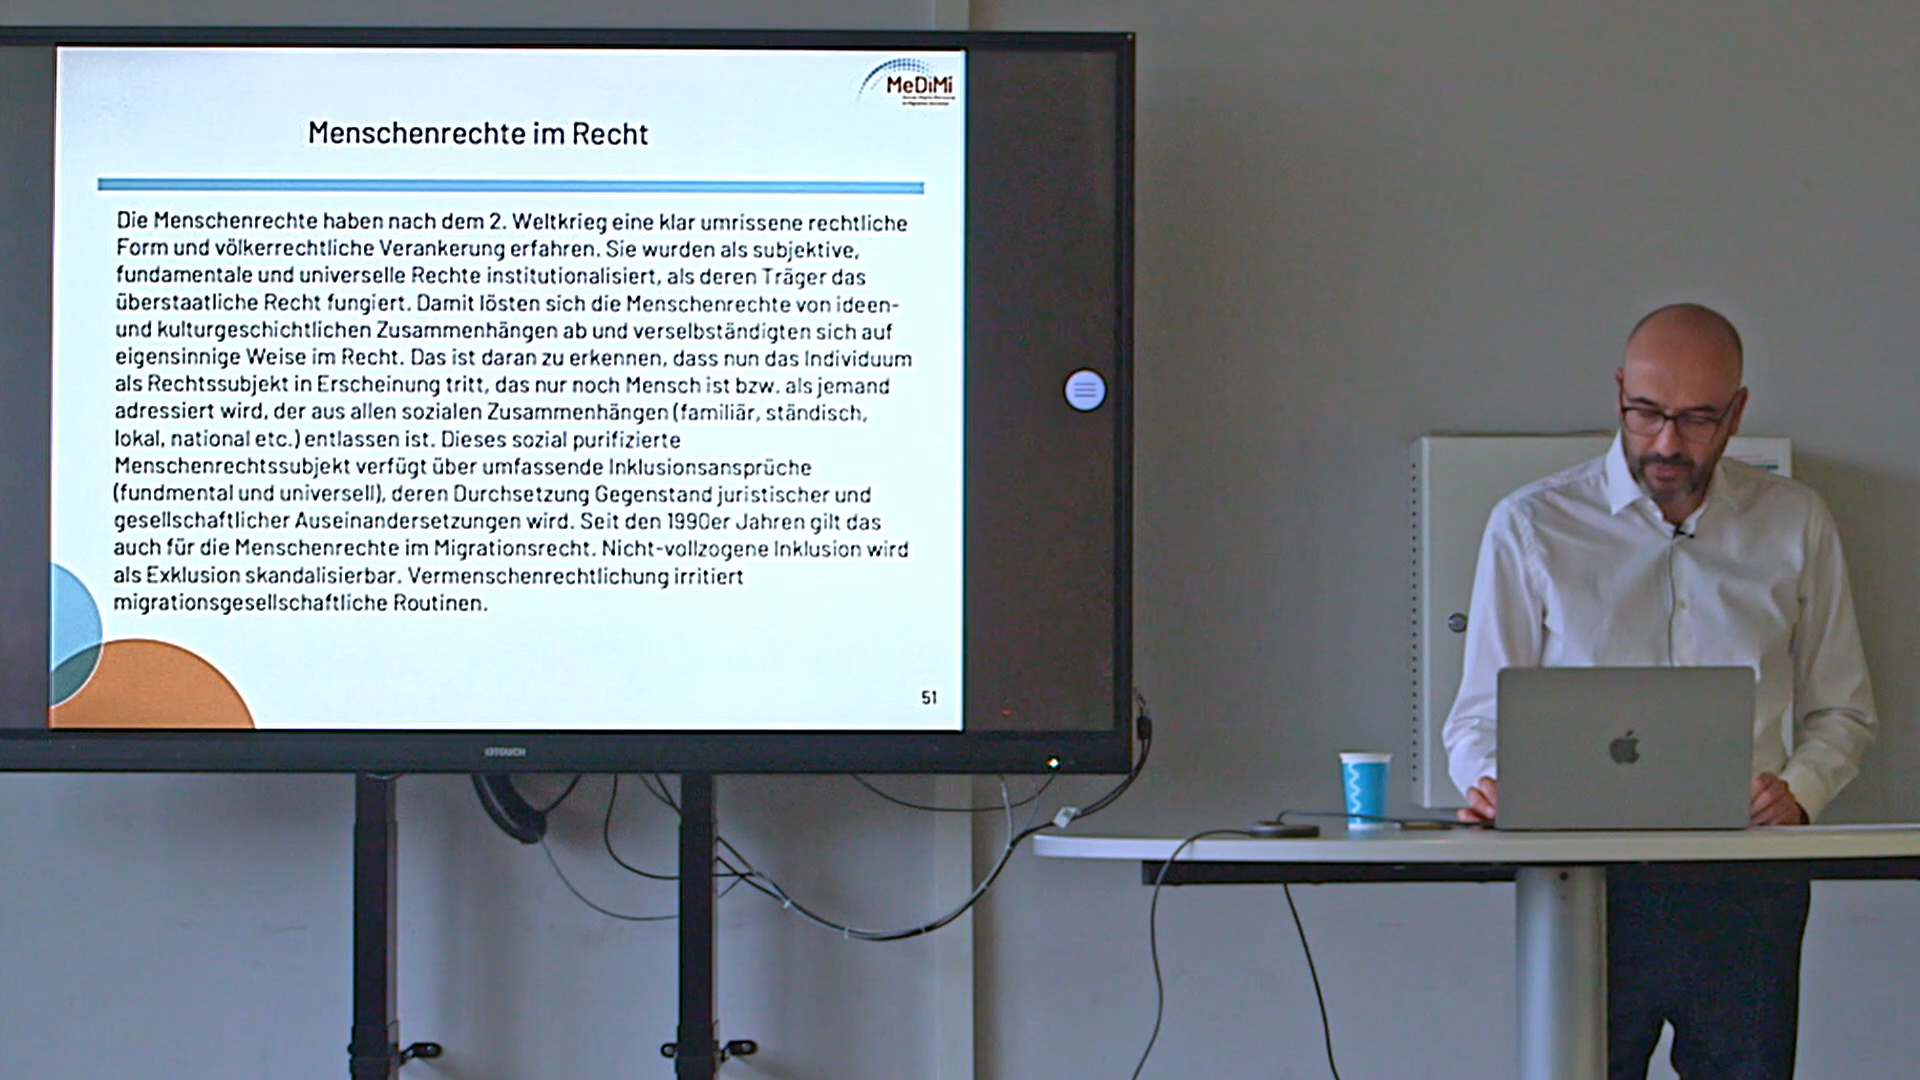 MeDiMi
Menschenrechte im Recht
Die Menschenrechte haben nach dem 2. Weltkrieg eine klar umrissene rechtliche
Form und völkerrechtliche Verankerung erfahren. Sie wurden als subjektive,
fundamentale und universelle Rechte institutionalisiert, als deren Träger das
überstaatliche Recht fungiert. Damit lösten sich die Menschenrechte von ideen-
und kulturgeschichtlichen Zusammenhängen ab und verselbständigten sich auf
eigensinnige Weise im Recht. Das ist daran zu erkennen, dass nun das Individuum
als Rechtssubjekt in Erscheinung tritt, das nur noch Mensch ist bzw. als jemand
adressiert wird, der aus allen sozialen Zusammenhängen (familiär, ständisch,
lokal, national etc.) entlassen ist. Dieses sozial purifizierte
Menschenrechtssubjekt verfügt über umfassende Inklusionsansprüche
(fundmental und universell), deren Durchsetzung Gegenstand juristischer und
gesellschaftlicher Auseinandersetzungen wird. Seit den 1990er Jahren gilt das
auch für die Menschenrechte im Migrationsrecht. Nicht-vollzogene Inklusion wird
als Exklusion skandalisierbar. Vermenschenrechtlichung irritiert
migrationsgesellschaftliche Routinen.
51